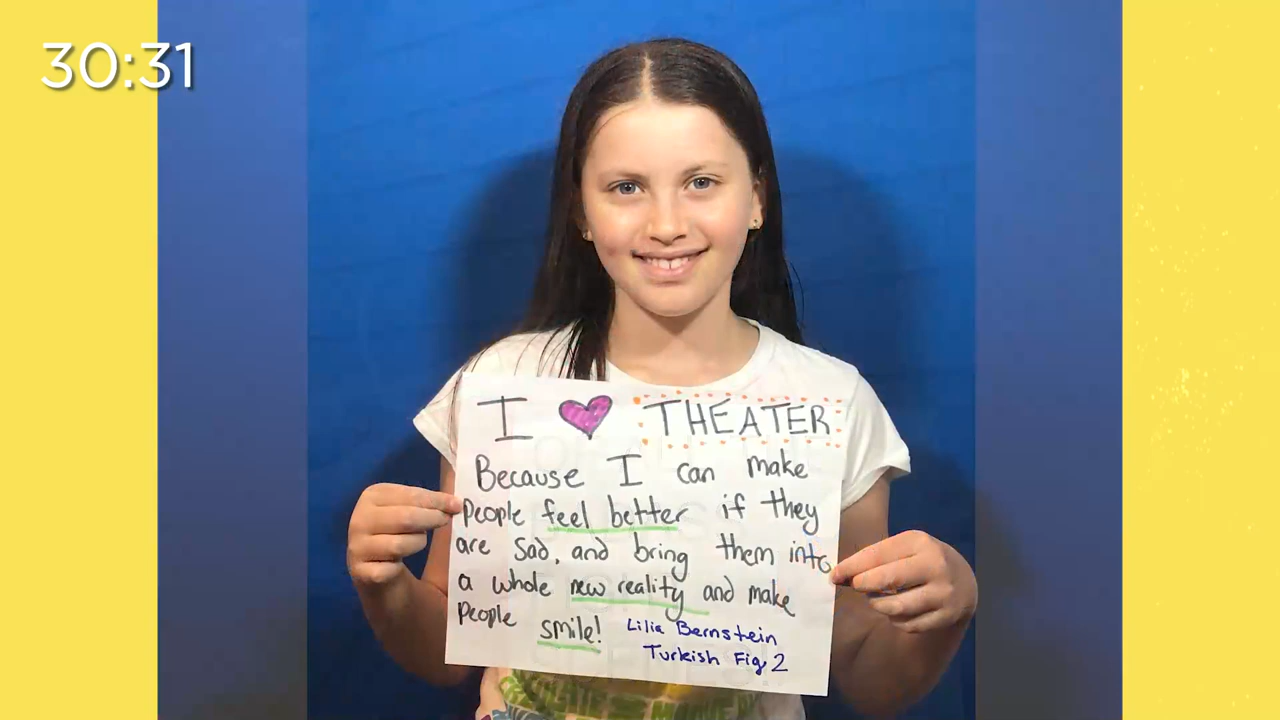 30:31
I ♥ THEATER
Because I can make
People feel better if they
are sad, and bring them into
a whole new reality and make
people smile!
Lilia Bernstein
Turkish Fig 2